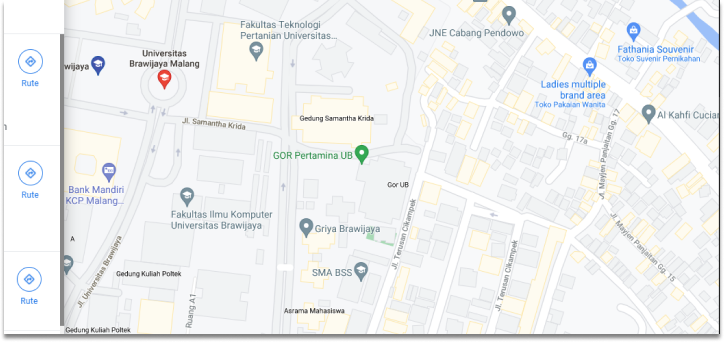 Rute
Rute
Rute
n
wijaya
Universitas
Brawijaya Malang
Fakultas Teknologi
Pertanian Universitas...
JNE Cabang Pendowo
Fathania Souvenir
Toko Suvenir Pernikahan
Ladies multiple
brand area
Toko Pakaian Wanita
Al Kahfi Cucian
Jl. Samantha Krida
Gedung Samantha Krida
Gg. 17a
Jl. Mayjen Panjaitan Gg. 17
GOR Pertamina UB
Bank Mandiri
KCP Malang...
Gor UB
Fakultas Ilmu Komputer
Universitas Brawijaya
Griya Brawijaya
A
Jl. Universitas Brawijaya
Gedung Kuliah Poltek
SMA BSS
Jl. Terusan Cikampek
Jl. Terusan Cikampek
Jl. Mayjen Panjaitan Gg. 15
Ruang AT
Asrama Mahasiswa
Gedung Kuliah Poltek